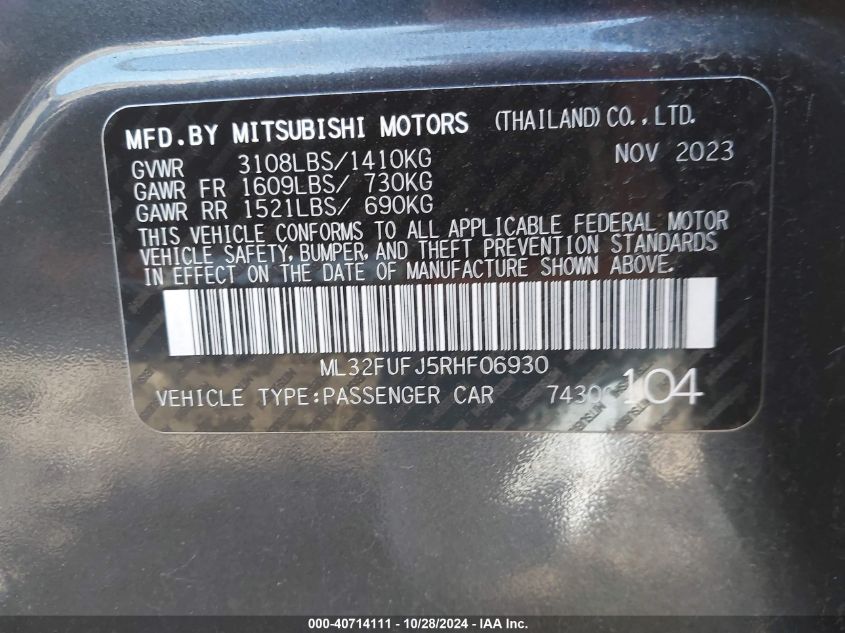 MFD.BY MITSUBISHI MOTORS (THAILAND) CO.,LTD.
GVWR 3108LBS/1410KG NOV 2023
GAWR FR 1609LBS/ 730KG
GAWR RR 1521LBS/ 690KG
THIS VEHICLE CONFORMS TO ALL APPLICABLE FEDERAL MOTOR
VEHICLE SAFETY, BUMPER, AND THEFT PREVENTION STANDARDS
IN EFFECT ON THE DATE OF MANUFACTURE SHOWN ABOVE.
ML32FUFJ5RHF06930
VEHICLE TYPE:PASSENGER CAR 104
000-40714111 - 10/28/2024 - IAA Inc.